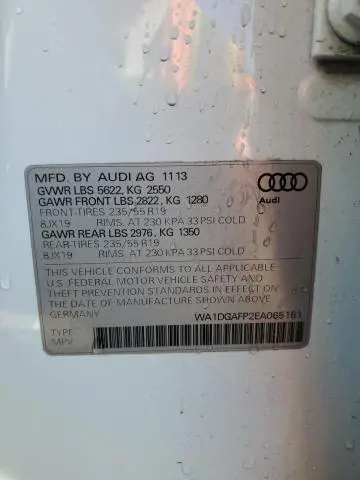 MFD. BY AUDI AG 11 13
GVWR LBS 5622, KG 2550
GAWR FRONT LBS 2822, KG 1280
FRONT-TIRES 235/55 R19
8JX19 RIMS. AT 230 KPA 33 PSI COLD
GAWR REAR LBS 2976, KG 1350
REAR-TIRES 235/55 R19
8JX19 RIMS. AT 230 KPA 33 PSI COLD
THIS VEHICLE CONFORMS TO ALL APPLICABLE
U.S. FEDERAL MOTOR VEHICLE SAFETY AND
THEFT PREVENTION STANDARDS IN EFFECT ON
THE DATE OF MANUFACTURE SHOWN ABOVE
GERMANY WA1DGAFP2EA065161
TYPE
MPV
Audi